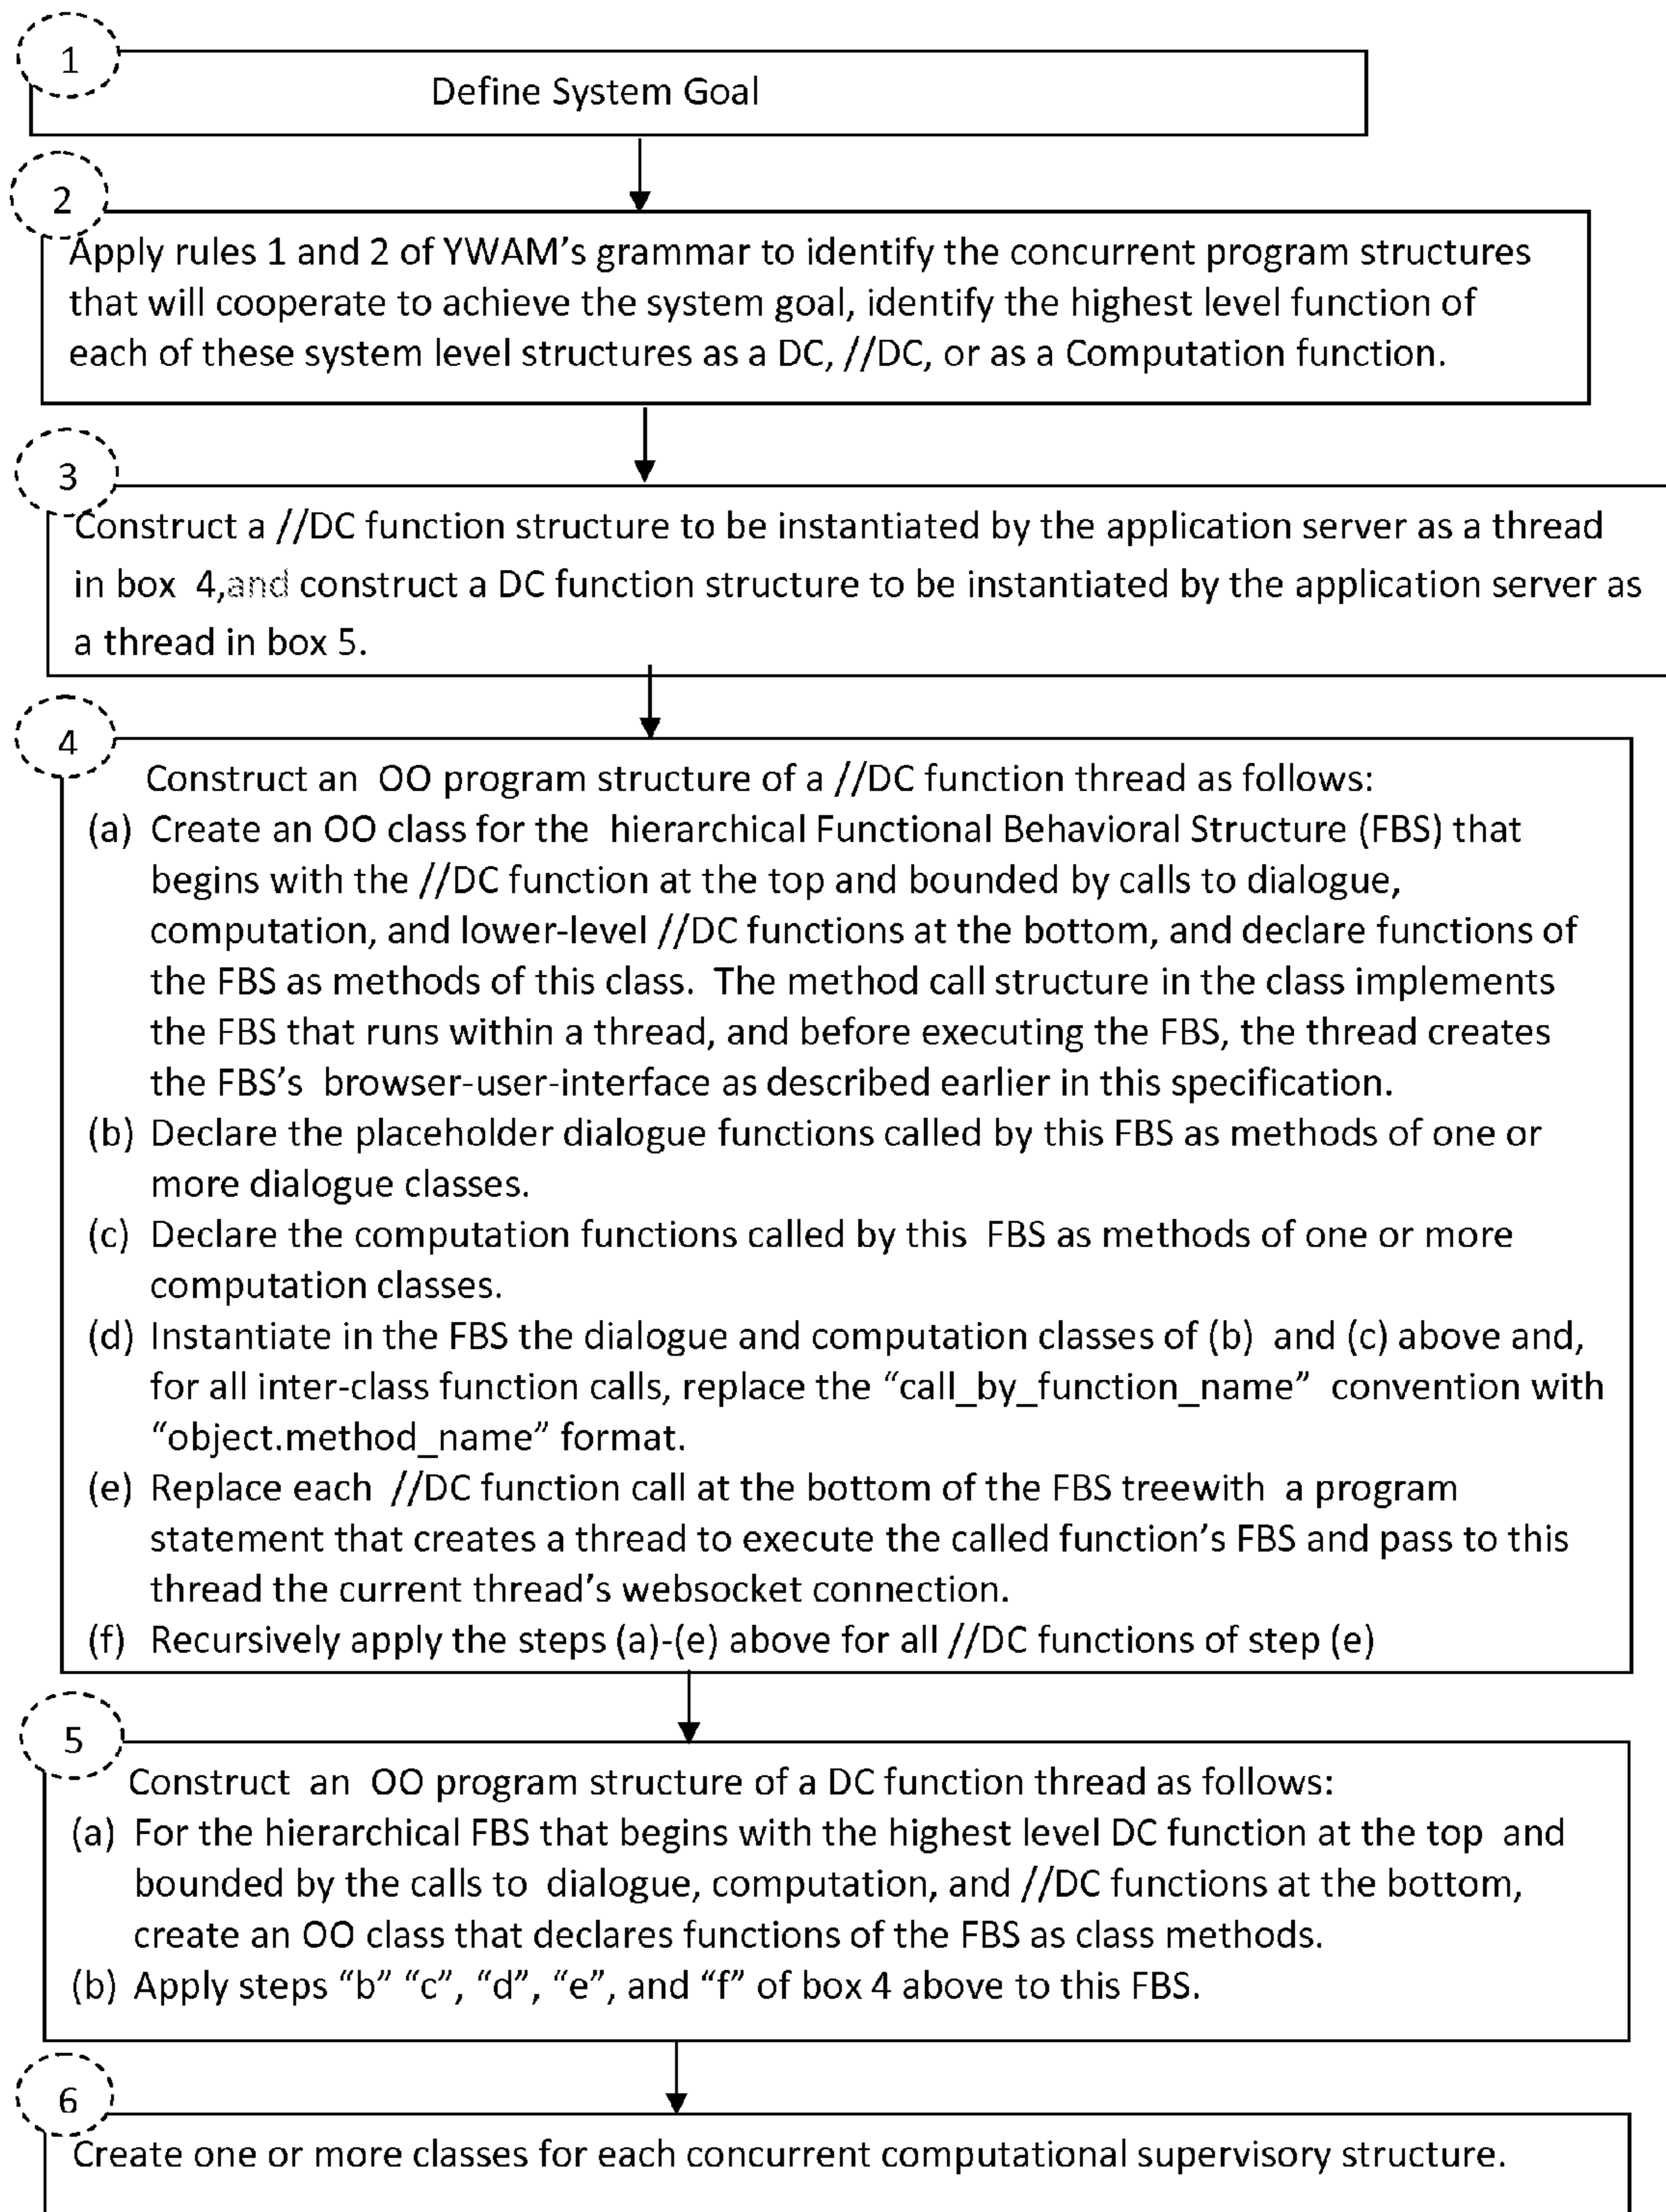 1
Define System Goal
2
Apply rules 1 and 2 of YWAM's grammar to identify the concurrent program structures
that will cooperate to achieve the system goal, identify the highest level function of
each of these system level structures as a DC, //DC, or as a Computation function.
3
Construct a //DC function structure to be instantiated by the application server as a thread
in box 4,and construct a DC function structure to be instantiated by the application server as
a thread in box 5.
4
Construct an OO program structure of a //DC function thread as follows:
(a) Create an OO class for the hierarchical Functional Behavioral Structure (FBS) that
begins with the //DC function at the top and bounded by calls to dialogue,
computation, and lower-level //DC functions at the bottom, and declare functions of
the FBS as methods of this class. The method call structure in the class implements
the FBS that runs within a thread, and before executing the FBS, the thread creates
the FBS's browser-user-interface as described earlier in this specification.
(b) Declare the placeholder dialogue functions called by this FBS as methods of one or
more dialogue classes.
(c) Declare the computation functions called by this FBS as methods of one or more
computation classes.
(d) Instantiate in the FBS the dialogue and computation classes of (b) and (c) above and,
for all inter-class function calls, replace the “call_by_function_name” convention with
“object.method_name” format.
(e) Replace each //DC function call at the bottom of the FBS treewith a program
statement that creates a thread to execute the called function's FBS and pass to this
thread the current thread's websocket connection.
(f) Recursively apply the steps (a)-(e) above for all //DC functions of step (e)
5
Construct an OO program structure of a DC function thread as follows:
(a) For the hierarchical FBS that begins with the highest level DC function at the top and
bounded by the calls to dialogue, computation, and //DC functions at the bottom,
create an OO class that declares functions of the FBS as class methods.
(b) Apply steps “b” “c”, “d”, “e”, and “f” of box 4 above to this FBS.
6
Create one or more classes for each concurrent computational supervisory structure.